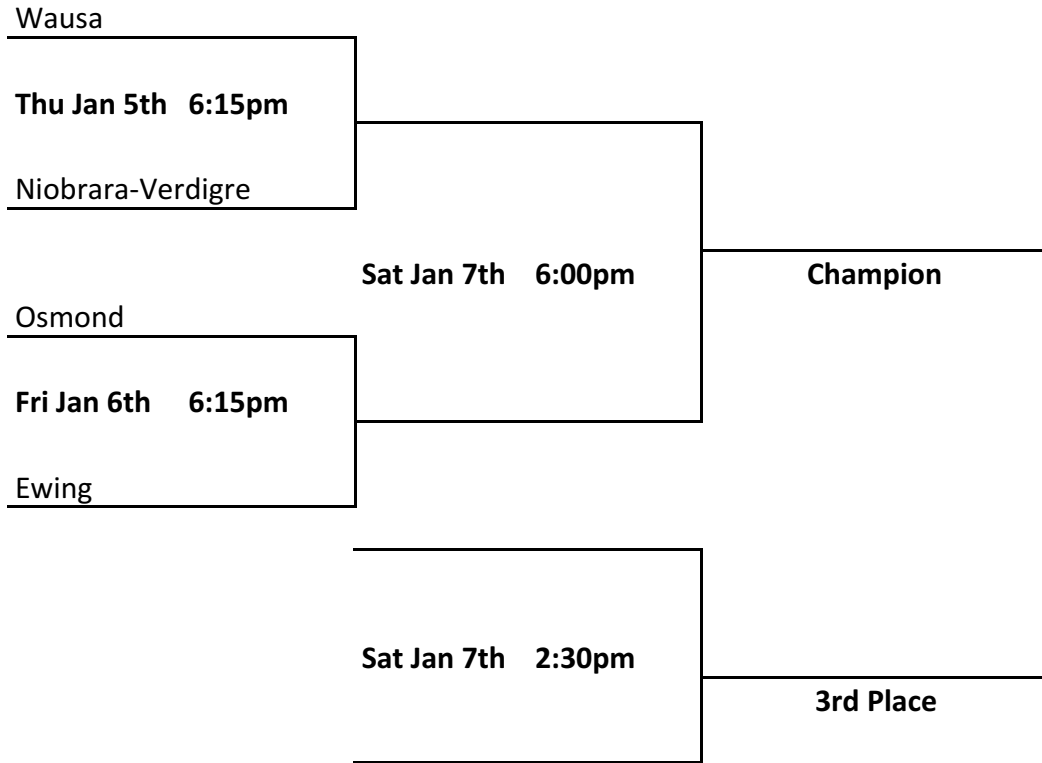 Wausa
Thu Jan 5th 6:15pm
Niobrara-Verdigre
Sat Jan 7th 6:00pm
Champion
Osmond
Fri Jan 6th 6:15pm
Ewing
Sat Jan 7th 2:30pm
3rd Place